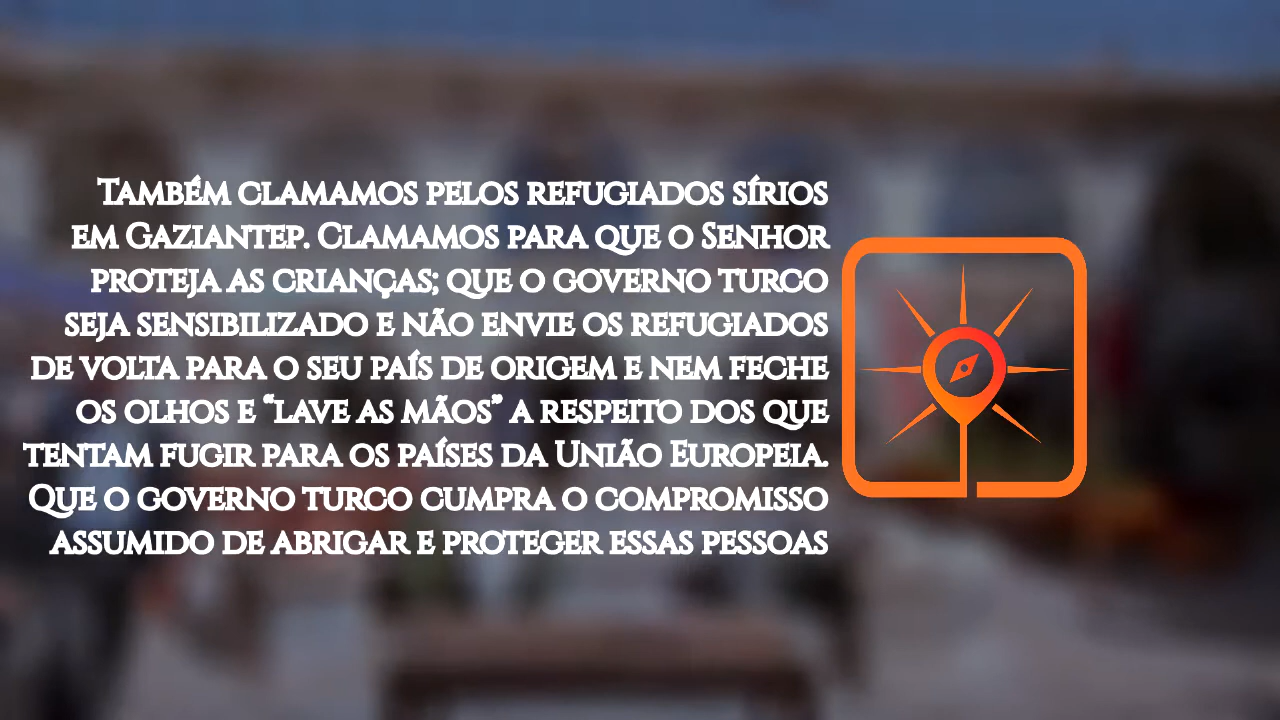 Também clamamos pelos refugiados sírios
em Gaziantep. Clamamos para que o Senhor
proteja as crianças; que o governo turco
seja sensibilizado e não envie os refugiados
de volta para o seu país de origem e nem feche
os olhos e “lave as mãos” a respeito dos que
tentam fugir para os países da União Europeia.
Que o governo turco cumpra o compromisso
assumido de abrigar e proteger essas pessoas